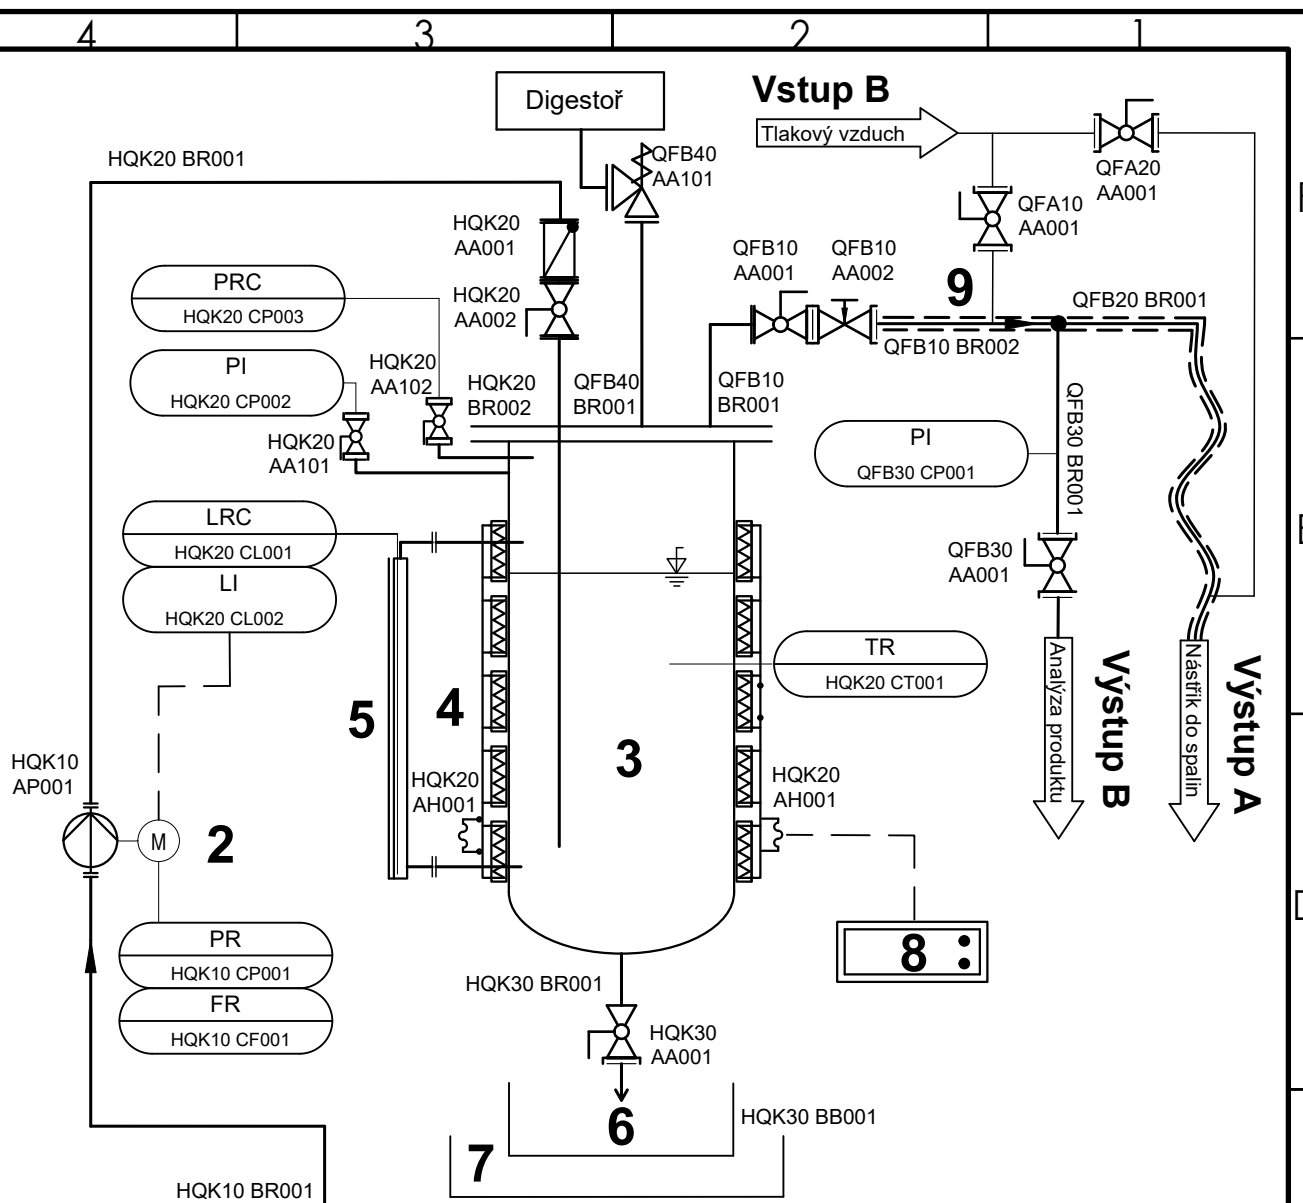 4
3
2
1
Vstup B
Digestoř
Tlakový vzduch
HQK20 BR001
QFB40
AA101
QFA20
AA001
HQK20
AA001
QFA10
AA001
QFB10
AA001
QFB10
AA002
PRC
HQK20 CP003
HQK20
AA002
9
QFB20 BR001
QFB10 BR002
PI
HQK20 CP002
HQK20
AA102
HQK20
BR002
QFB40
BR001
QFB10
BR001
HQK20
AA101
PI
QFB30 CP001
QFB30 BR001
LRC
HQK20 CL001
LI
HQK20 CL002
QFB30
AA001
TR
HQK20 CT001
Analýza produktu
Výstup B
Nástřik do spalin
Výstup A
5
4
3
HQK10
AP001
HQK20
AH001
HQK20
AH001
M
2
8
PR
HQK10 CP001
FR
HQK10 CF001
HQK30 BR001
HQK30
AA001
6
HQK30 BB001
7
HQK10 BR001